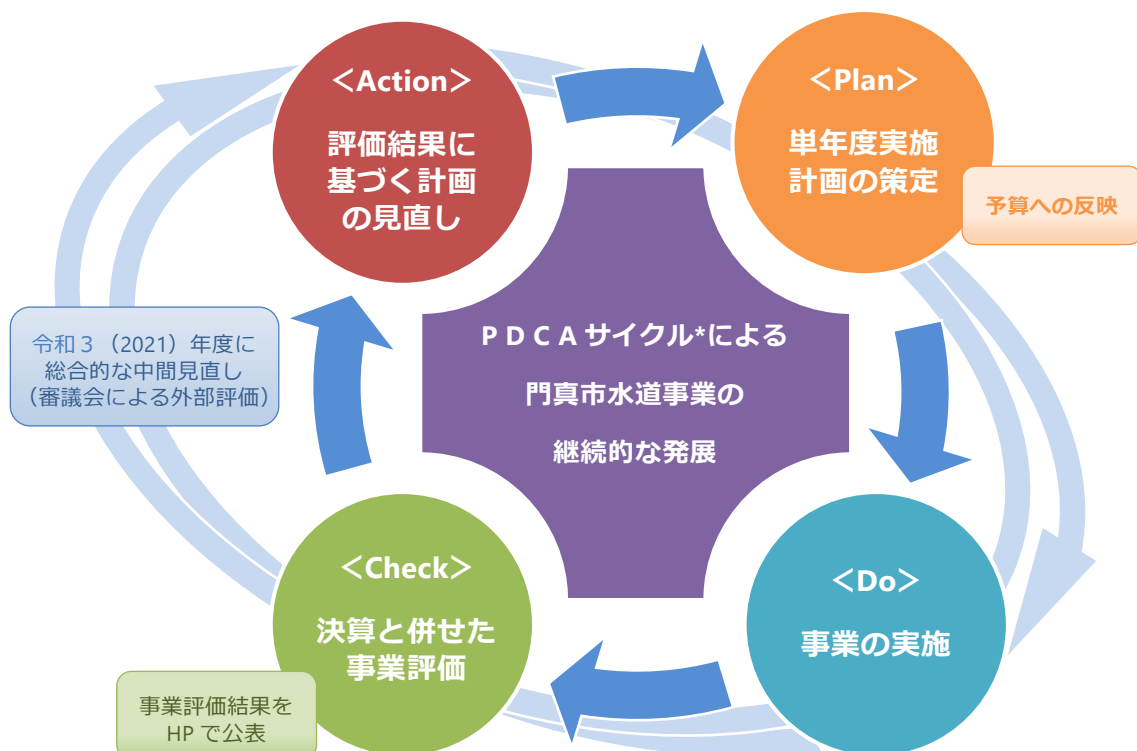 <Action>
評価結果に
基づく計画
の見直し
<Plan>
単年度実施
計画の策定
予算への反映
令和３（2021）年度に
総合的な中間見直し
（審議会による外部評価）
ＰＤＣＡサイクル*による
門真市水道事業の
継続的な発展
<Check>
決算と併せた
事業評価
<Do>
事業の実施
事業評価結果を
HPで公表